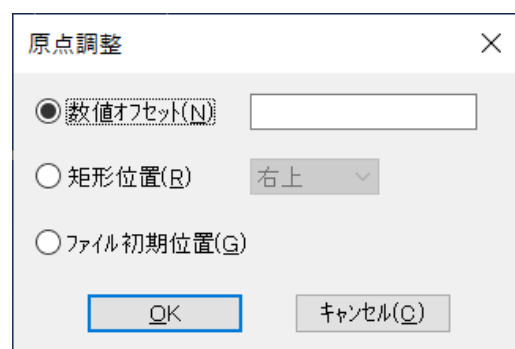 原点調整
数値オフセット(N)
矩形位置(R) 右上
ファイル初期位置(G)
OK キャンセル(C)